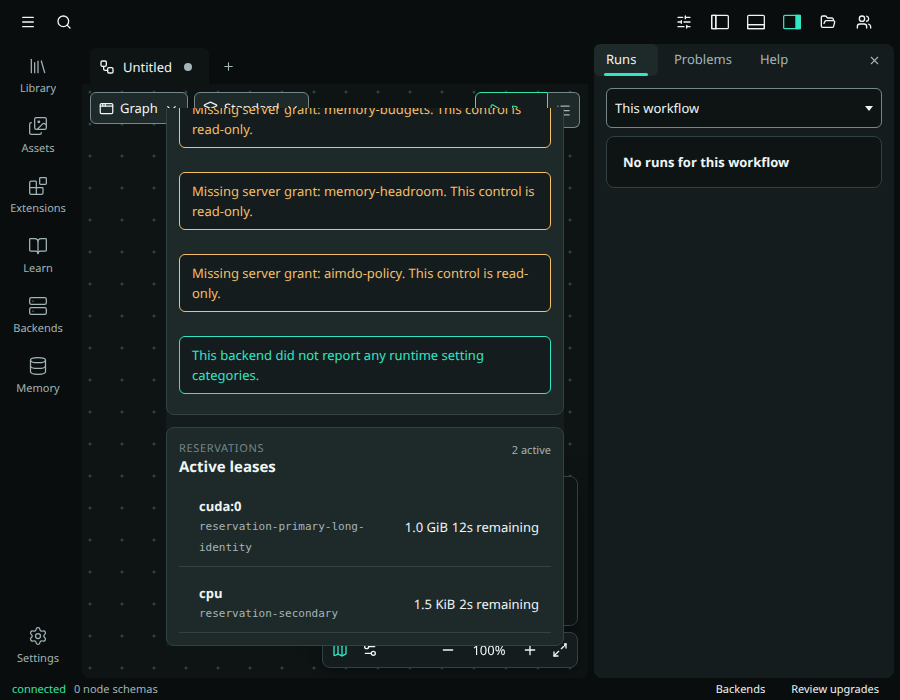 Untitled
Runs
Problems
Help
Library
Graph
Standard
This workflow
Missing server grant: memory-budgets. This control is
read-only.
Assets
No runs for this workflow
Missing server grant: memory-headroom. This control is
read-only.
Extensions
Learn
Missing server grant: aimdo-policy. This control is read-
only.
Backends
This backend did not report any runtime setting
categories.
Memory
RESERVATIONS
2 active
Active leases
cuda:0
reservation-primary-long-
identity
1.0 GiB 12s remaining
cpu
reservation-secondary
1.5 KiB 2s remaining
100%
Settings
connected
0 node schemas
Backends
Review upgrades